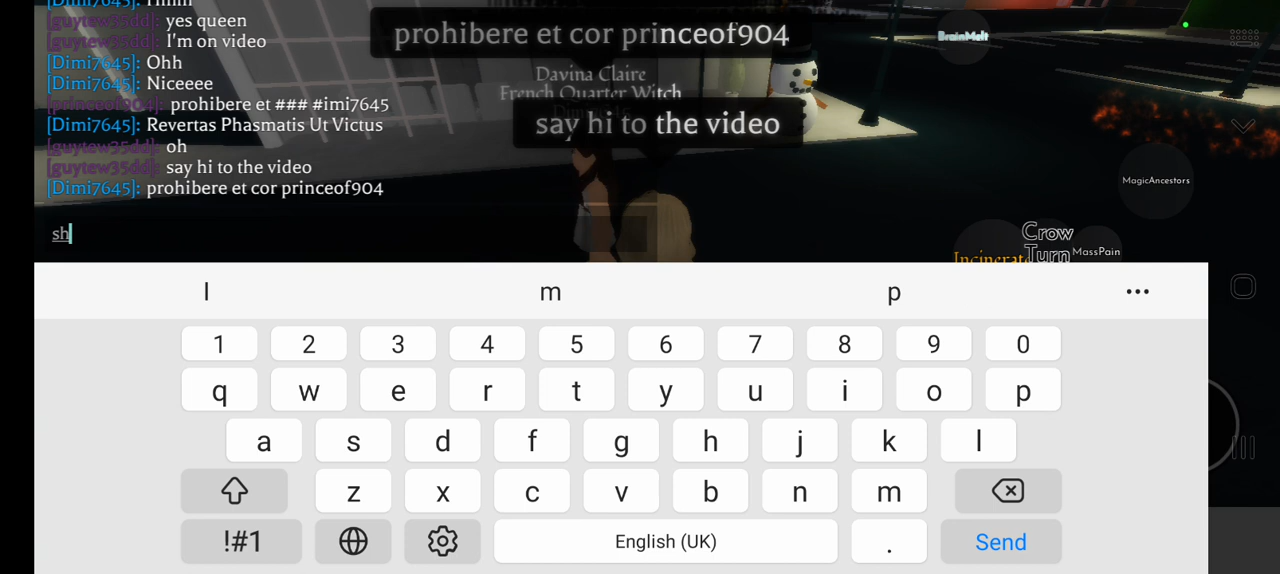 [guytew35dd]: yes queen
[guytew35dd]: I'm on video
[Dimi7645]: Ohh
[Dimi7645]: Niceeee
[princeof904]: prohibere et ### #imi7645
[Dimi7645]: Revertas Phasmatis Ut Victus
[guytew35dd]: oh
[guytew35dd]: say hi to the video
[Dimi7645]: prohibere et cor princeof904
sh
prohibere et cor princeof904
Davina Claire
French Quarter Witch
say hi to the video
BrainMelt
MagicAncestors
Crow
Turn
MassPain
Incinerate
I m p ...
1 2 3 4 5 6 7 8 9 0
q w e r t y u i o p
a s d f g h j k l
z x c v b n m
!#1 English (UK) . Send